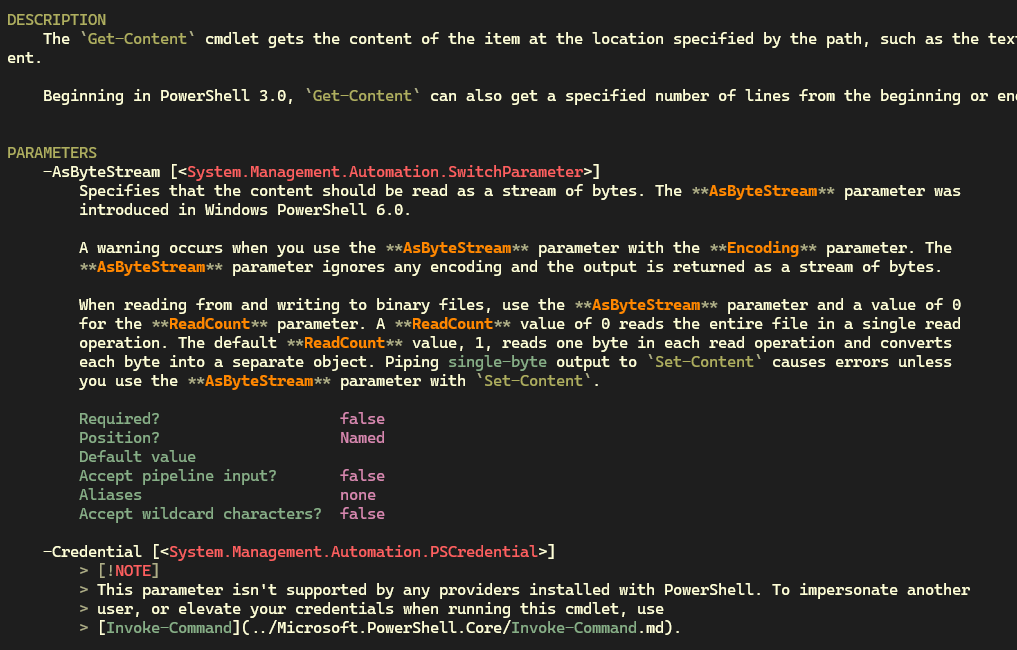 DESCRIPTION
The `Get-Content` cmdlet gets the content of the item at the location specified by the path, such as the
ent.
Beginning in PowerShell 3.0, `Get-Content` can also get a specified number of lines from the beginning or
PARAMETERS
-AsByteStream [<System.Management.Automation.SwitchParameter>]
Specifies that the content should be read as a stream of bytes. The **AsByteStream** parameter was
introduced in Windows PowerShell 6.0.
A warning occurs when you use the **AsByteStream** parameter with the **Encoding** parameter. The
**AsByteStream** parameter ignores any encoding and the output is returned as a stream of bytes.
When reading from and writing to binary files, use the **AsByteStream** parameter and a value of 0
for the **ReadCount** parameter. A **ReadCount** value of 0 reads the entire file in a single read
operation. The default **ReadCount** value, 1, reads one byte in each read operation and converts
each byte into a separate object. Piping single-byte output to `Set-Content` causes errors unless
you use the **AsByteStream** parameter with `Set-Content`.
Required? false
Position? Named
Default value
Accept pipeline input? false
Aliases none
Accept wildcard characters? false
-Credential [<System.Management.Automation.PSCredential>]
> [!NOTE]
> This parameter isn't supported by any providers installed with PowerShell. To impersonate another
> user, or elevate your credentials when running this cmdlet, use
> [Invoke-Command](../Microsoft.PowerShell.Core/Invoke-Command.md).